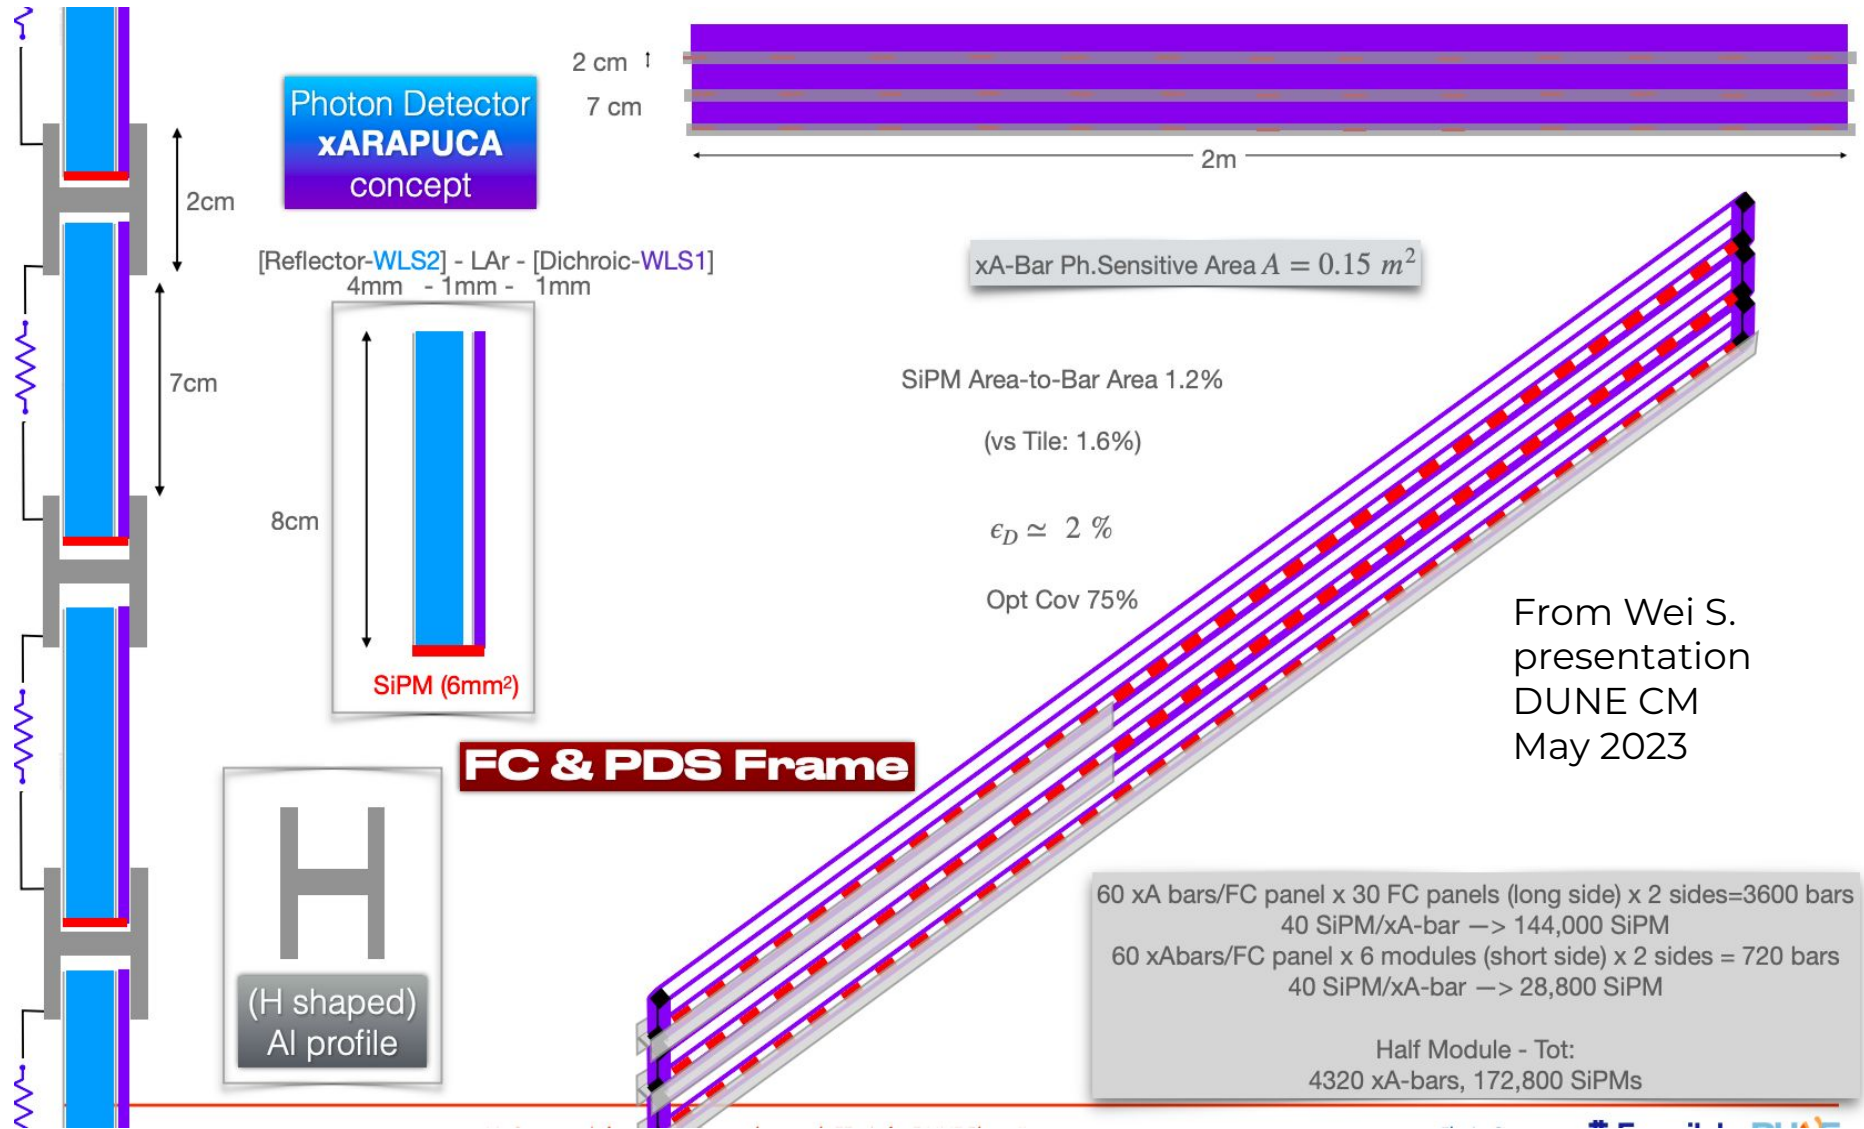 2 cm
7 cm
2m
Photon Detector
xARAPUCA
concept
2cm
7cm
[Reflector-WLS2] - LAr - [Dichroic-WLS1]
4mm - 1mm - 1mm
8cm
SiPM (6mm²)
xA-Bar Ph.Sensitive Area A = 0.15 m²
SiPM Area-to-Bar Area 1.2%
(vs Tile: 1.6%)
ϵD ≃ 2 %
Opt Cov 75%
From Wei S.
presentation
DUNE CM
May 2023
FC & PDS Frame
(H shaped)
Al profile
60 xA bars/FC panel x 30 FC panels (long side) x 2 sides=3600 bars
40 SiPM/xA-bar —> 144,000 SiPM
60 xAbars/FC panel x 6 modules (short side) x 2 sides = 720 bars
40 SiPM/xA-bar —> 28,800 SiPM
Half Module - Tot:
4320 xA-bars, 172,800 SiPMs